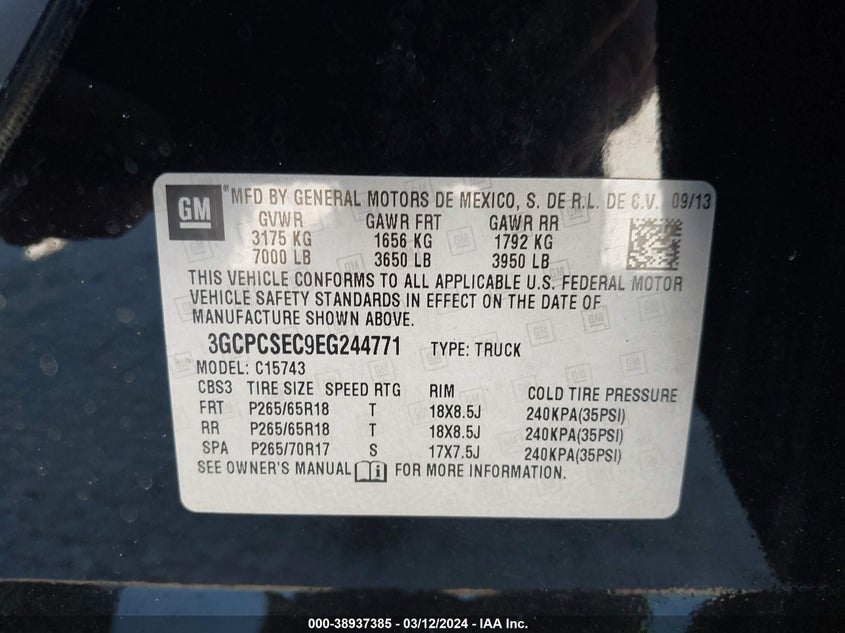 GM
®MFD BY GENERAL MOTORS DE MEXICO, S. DE R.L. DE C.V. 09/13
GVWR GAWR FRT GAWR RR
3175 KG 1656 KG 1792 KG
7000 LB 3650 LB 3950 LB
THIS VEHICLE CONFORMS TO ALL APPLICABLE U.S. FEDERAL MOTOR
VEHICLE SAFETY STANDARDS IN EFFECT ON THE DATE OF
MANUFACTURE SHOWN ABOVE.
3GCPCSEC9EG244771 TYPE: TRUCK
MODEL: C15743
CBS3 TIRE SIZE SPEED RTG RIM COLD TIRE PRESSURE
FRT P265/65R18 T 18X8.5J 240KPA(35PSI)
RR P265/65R18 T 18X8.5J 240KPA(35PSI)
SPA P265/70R17 S 17X7.5J 240KPA(35PSI)
SEE OWNER'S MANUAL FOR MORE INFORMATION.
000-38937385 - 03/12/2024 - IAA Inc.